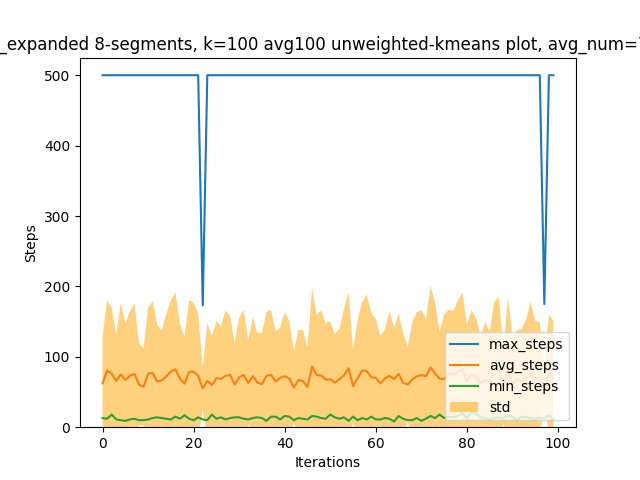 _expanded 8-segments, k=100 avg100 unweighted-kmeans plot, avg_num=
500
400
300
200
100
0
Steps
0 20 40 60 80 100
Iterations
max_steps
avg_steps
min_steps
std